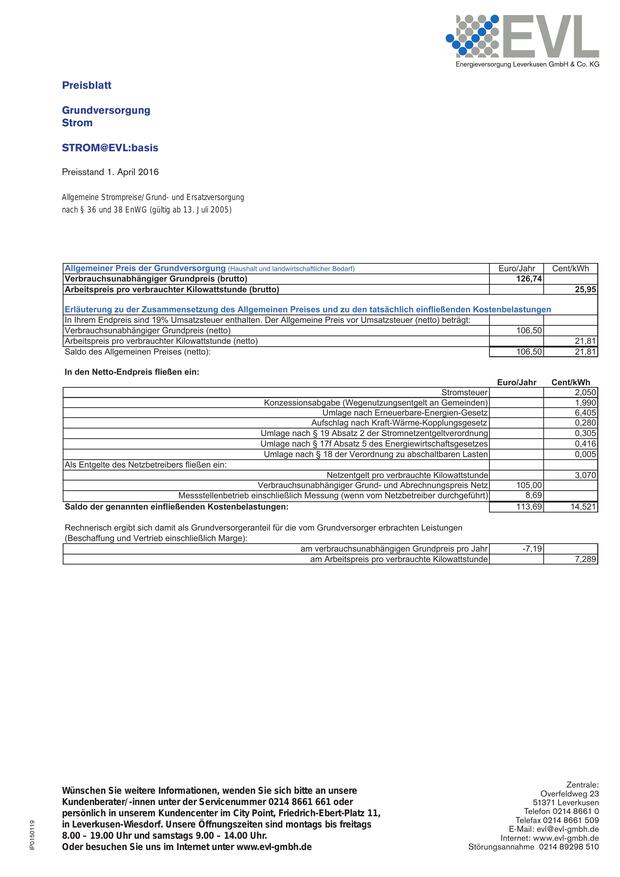 EVL
Energieversorgung Leverkusen GmbH & Co. KG
Preisblatt
Grundversorgung
Strom
STROM@EVL:basis
Preisstand 1. April 2016
Allgemeine Strompreise/Grund- und Ersatzversorgung
nach § 36 und 38 EnWG (gültig ab 13. Juli 2005)
Allgemeiner Preis der Grundversorgung (Haushalt und landwirtschaftlicher Bedarf) Euro/Jahr Cent/kWh
Verbrauchsunabhängiger Grundpreis (brutto) 126,74
Arbeitspreis pro verbrauchter Kilowattstunde (brutto) 25,95
Erläuterung zu der Zusammensetzung des Allgemeinen Preises und zu den tatsächlich einfließenden Kostenbelastungen
In Ihrem Endpreis sind 19% Umsatzsteuer enthalten. Der Allgemeine Preis vor Umsatzsteuer (netto) beträgt:
Verbrauchsunabhängiger Grundpreis (netto) 106,50
Arbeitspreis pro verbrauchter Kilowattstunde (netto) 21,81
Saldo des Allgemeinen Preises (netto): 106,50 21,81
In den Netto-Endpreis fließen ein:
Euro/Jahr Cent/kWh
Stromsteuer 2,050
Konzessionsabgabe (Wegenutzungsentgelt an Gemeinden) 1,990
Umlage nach Erneuerbare-Energien-Gesetz 6,405
Aufschlag nach Kraft-Wärme-Kopplungsgesetz 0,280
Umlage nach § 19 Absatz 2 der Stromnetzentgeltverordnung 0,305
Umlage nach § 17f Absatz 5 des Energiewirtschaftsgesetzes 0,416
Umlage nach § 18 der Verordnung zu abschaltbaren Lasten 0,005
Als Entgelte des Netzbetreibers fließen ein:
Netzentgelt pro verbrauchte Kilowattstunde 3,070
Verbrauchsunabhängiger Grund- und Abrechnungspreis Netz 105,00
Messstellenbetrieb einschließlich Messung (wenn vom Netzbetreiber durchgeführt) 8,69
Saldo der genannten einfließenden Kostenbelastungen: 113,69 14,521
Rechnerisch ergibt sich damit als Grundversorgeranteil für die vom Grundversorger erbrachten Leistungen
(Beschaffung und Vertrieb einschließlich Marge):
am verbrauchsunabhängigen Grundpreis pro Jahr -7,19
am Arbeitspreis pro verbrauchte Kilowattstunde 7,289
Wünschen Sie weitere Informationen, wenden Sie sich bitte an unsere
Kundenberater/-innen unter der Servicenummer 0214 8661 661 oder
persönlich in unserem Kundencenter im City Point, Friedrich-Ebert-Platz 11,
in Leverkusen-Wiesdorf. Unsere Öffnungszeiten sind montags bis freitags
8.00 – 19.00 Uhr und samstags 9.00 – 14.00 Uhr.
Oder besuchen Sie uns im Internet unter www.evl-gmbh.de
Zentrale:
Overfeldweg 23
51371 Leverkusen
Telefon 0214 8661 0
Telefax 0214 8661 509
E-Mail: evl@evl-gmbh.de
Internet: www.evl-gmbh.de
Störungsannahme 0214 89298 510
IP0150119